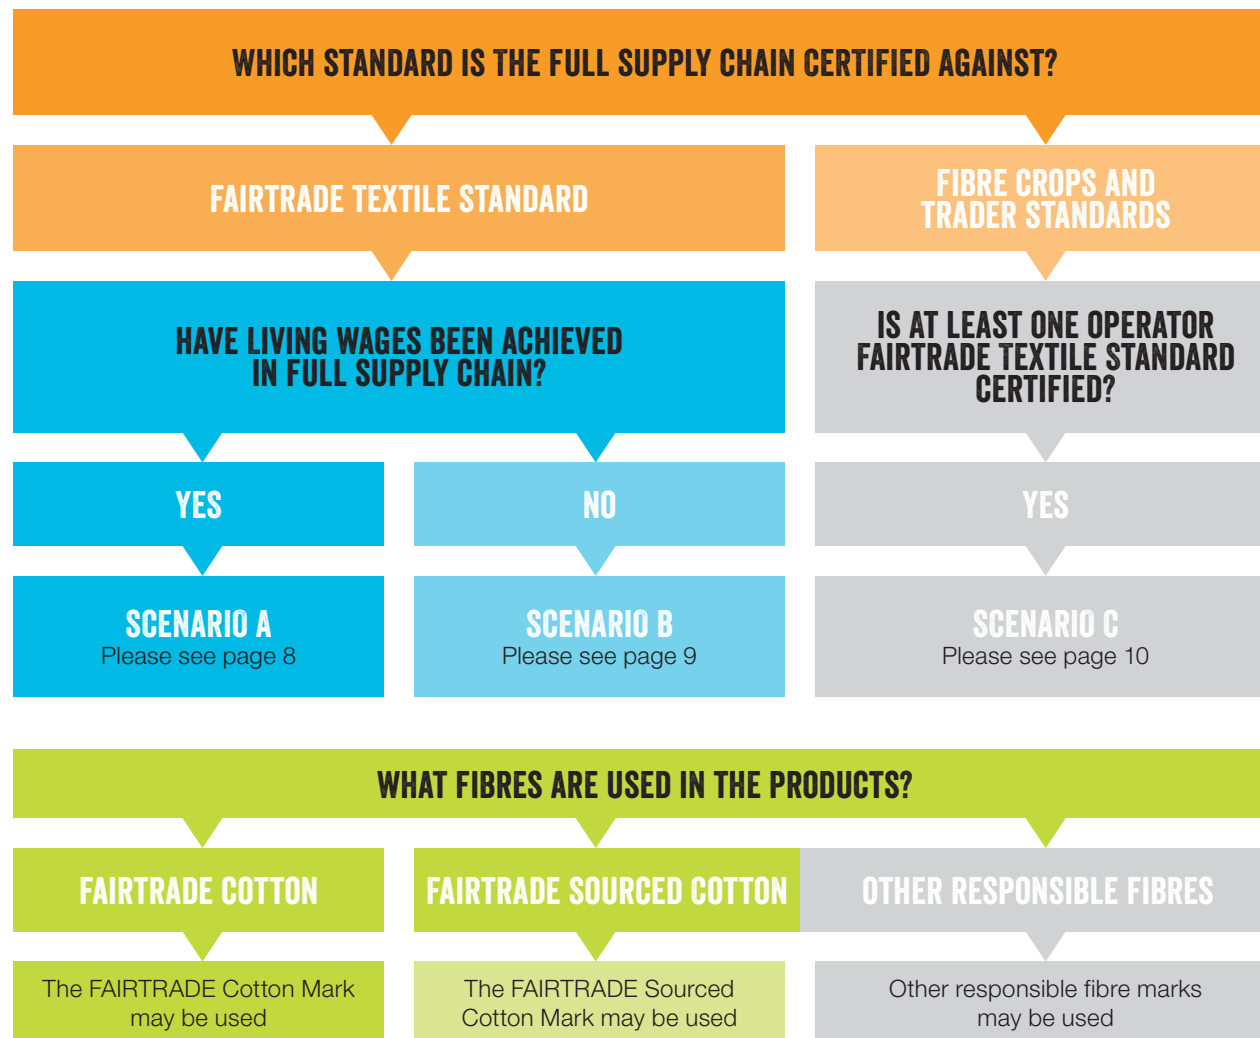 WHICH STANDARD IS THE FULL SUPPLY CHAIN CERTIFIED AGAINST?
FAIRTRADE TEXTILE STANDARD
FIBRE CROPS AND
TRADER STANDARDS
HAVE LIVING WAGES BEEN ACHIEVED
IN FULL SUPPLY CHAIN?
IS AT LEAST ONE OPERATOR
FAIRTRADE TEXTILE STANDARD
CERTIFIED?
YES
NO
YES
SCENARIO A
Please see page 8
SCENARIO B
Please see page 9
SCENARIO C
Please see page 10
WHAT FIBRES ARE USED IN THE PRODUCTS?
FAIRTRADE COTTON
FAIRTRADE SOURCED COTTON
OTHER RESPONSIBLE FIBRES
The FAIRTRADE Cotton Mark
may be used
The FAIRTRADE Sourced
Cotton Mark may be used
Other responsible fibre marks
may be used